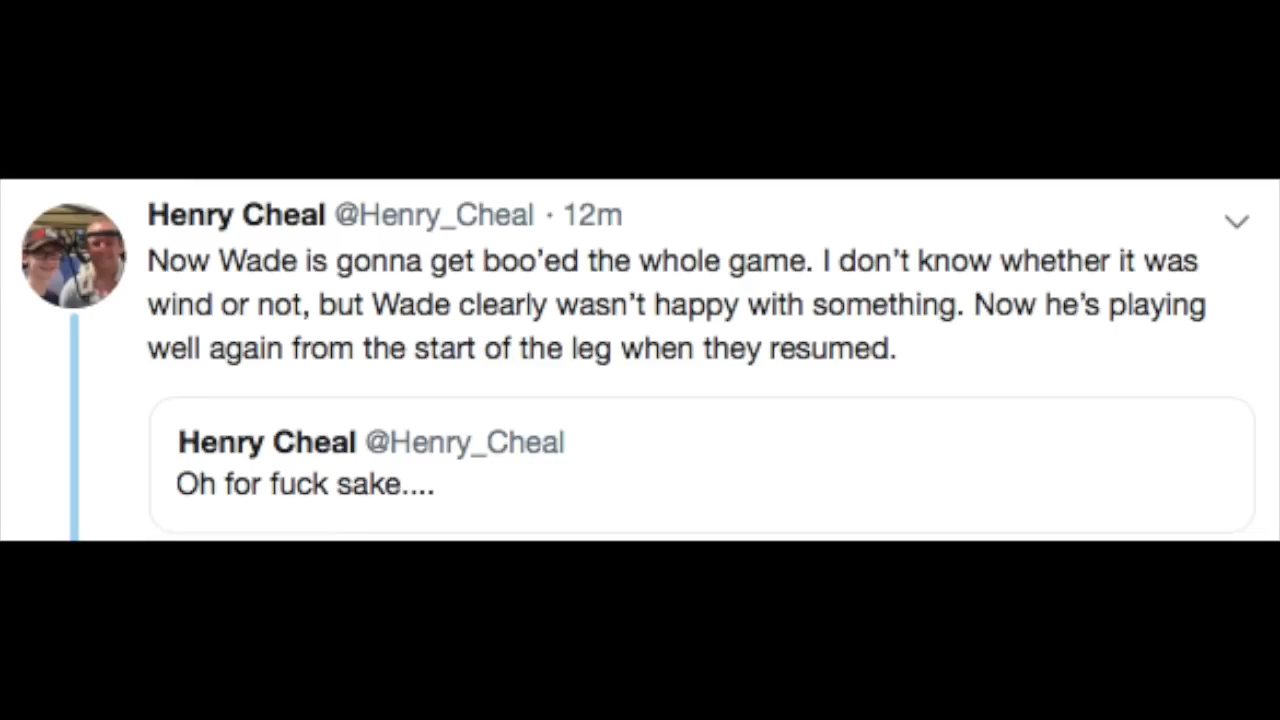 Henry Cheal @Henry_Cheal · 12m
Now Wade is gonna get boo’ed the whole game. I don’t know whether it was
wind or not, but Wade clearly wasn’t happy with something. Now he’s playing
well again from the start of the leg when they resumed.
Henry Cheal @Henry_Cheal
Oh for fuck sake....